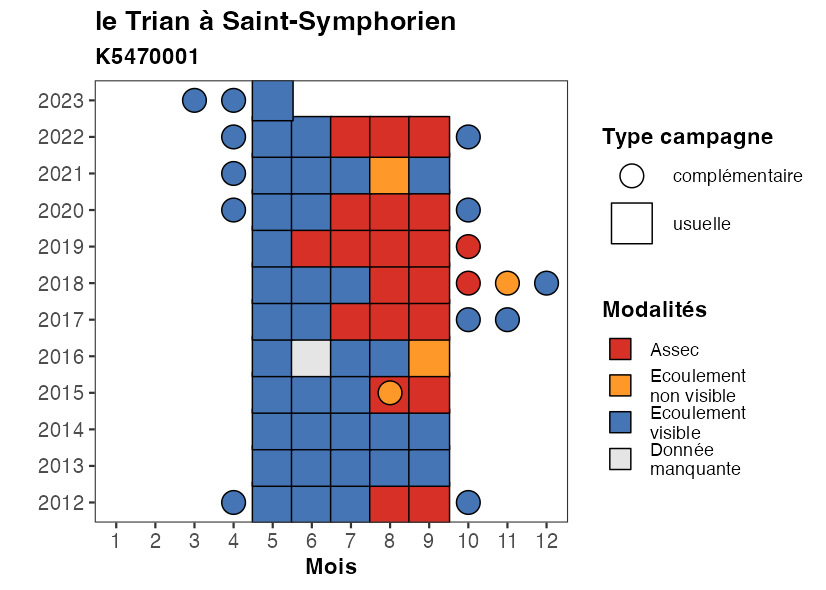 le Trian à Saint-Symphorien
K5470001
2023
2022
2021
2020
2019
2018
2017
2016
2015
2014
2013
2012
1 2 3 4 5 6 7 8 9 10 11 12
Mois
Type campagne
complémentaire
usuelle
Modalités
Assec
Ecoulement
non visible
Ecoulement
visible
Donnée
manquante